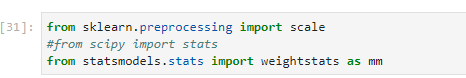 [31]: from sklearn.preprocessing import scale
#from scipy import stats
from statsmodels.stats import weightstats as mm